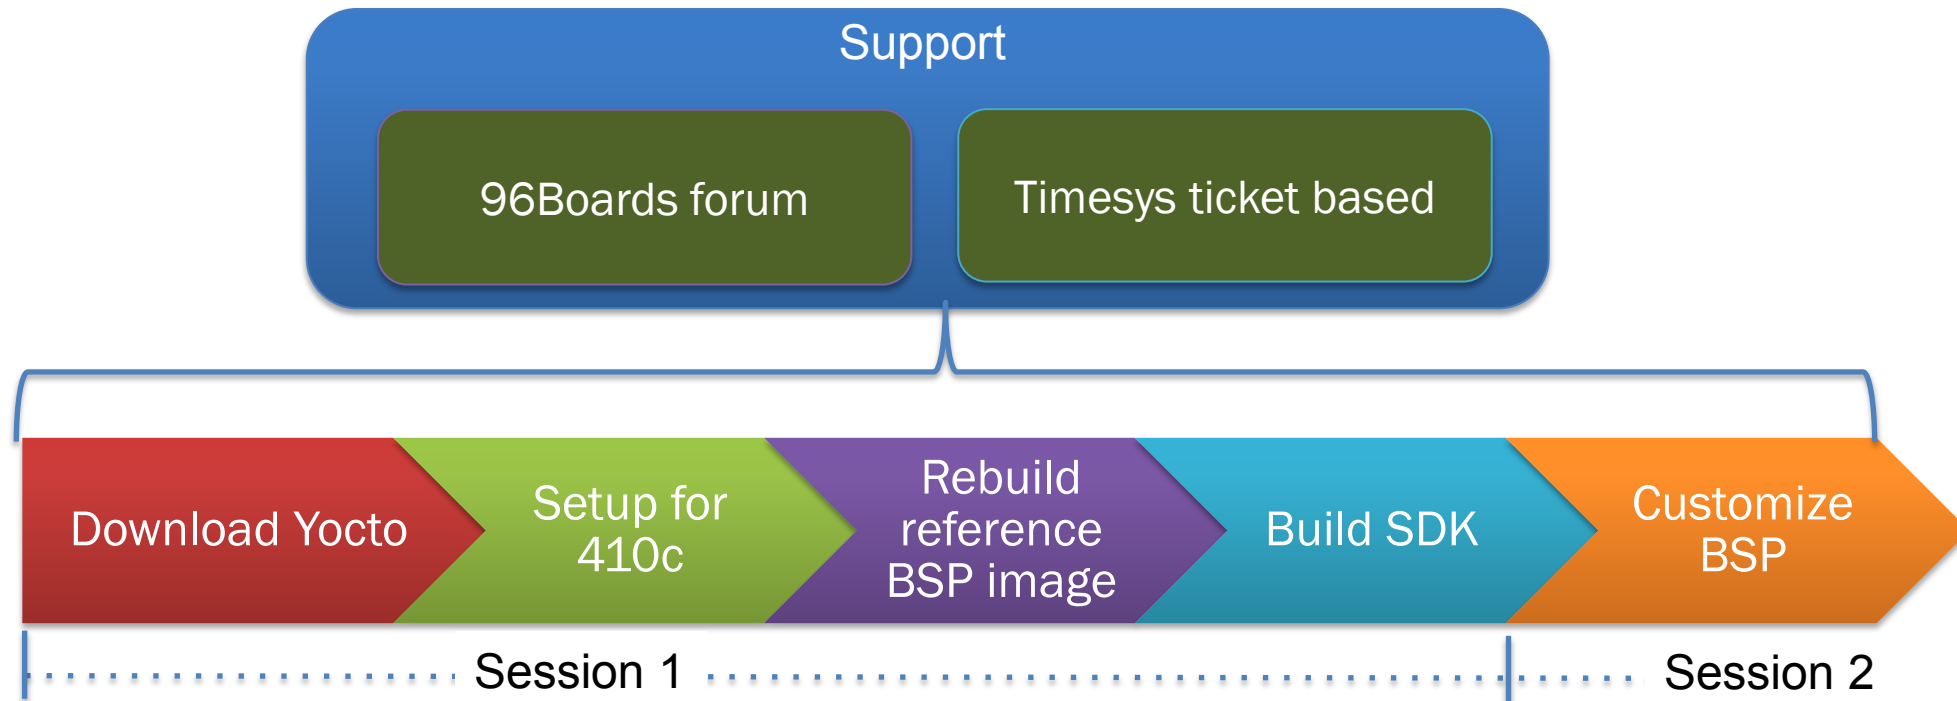 Support
96Boards forum
Timesys ticket based
Download Yocto
Setup for
410c
Rebuild
reference
BSP image
Build SDK
Customize
BSP
Session 1
Session 2